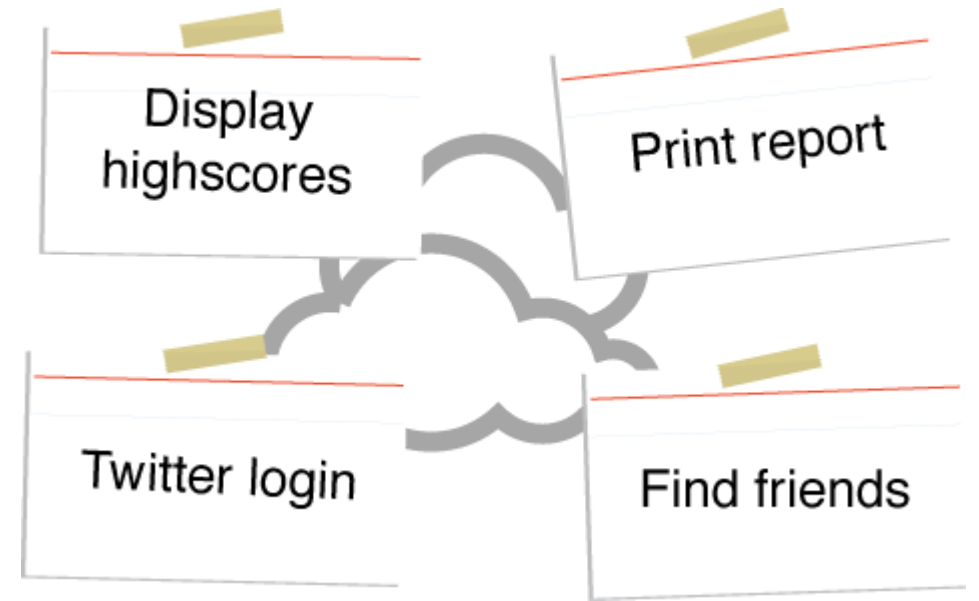 Display
highscores
Print report
Twitter login
Find friends